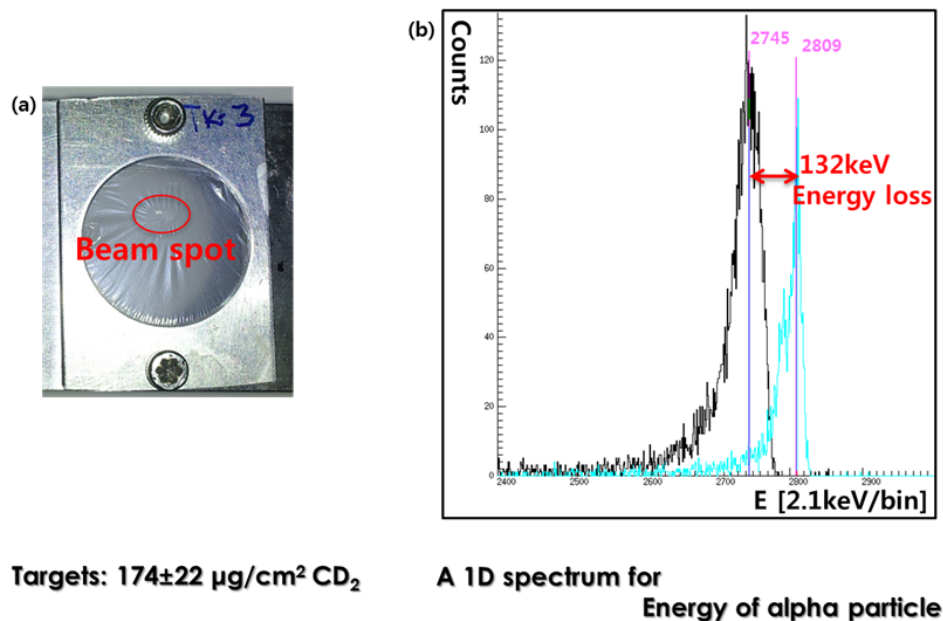 (a)
TKs 3
Beam spot
(b)
Counts
2745
2809
132keV
Energy loss
120
100
80
60
40
20
0
2400
2500
2600
2700
2800
2900
E [2.1keV/bin]
Targets: 174±22 µg/cm² CD₂
A 1D spectrum for
Energy of alpha particle